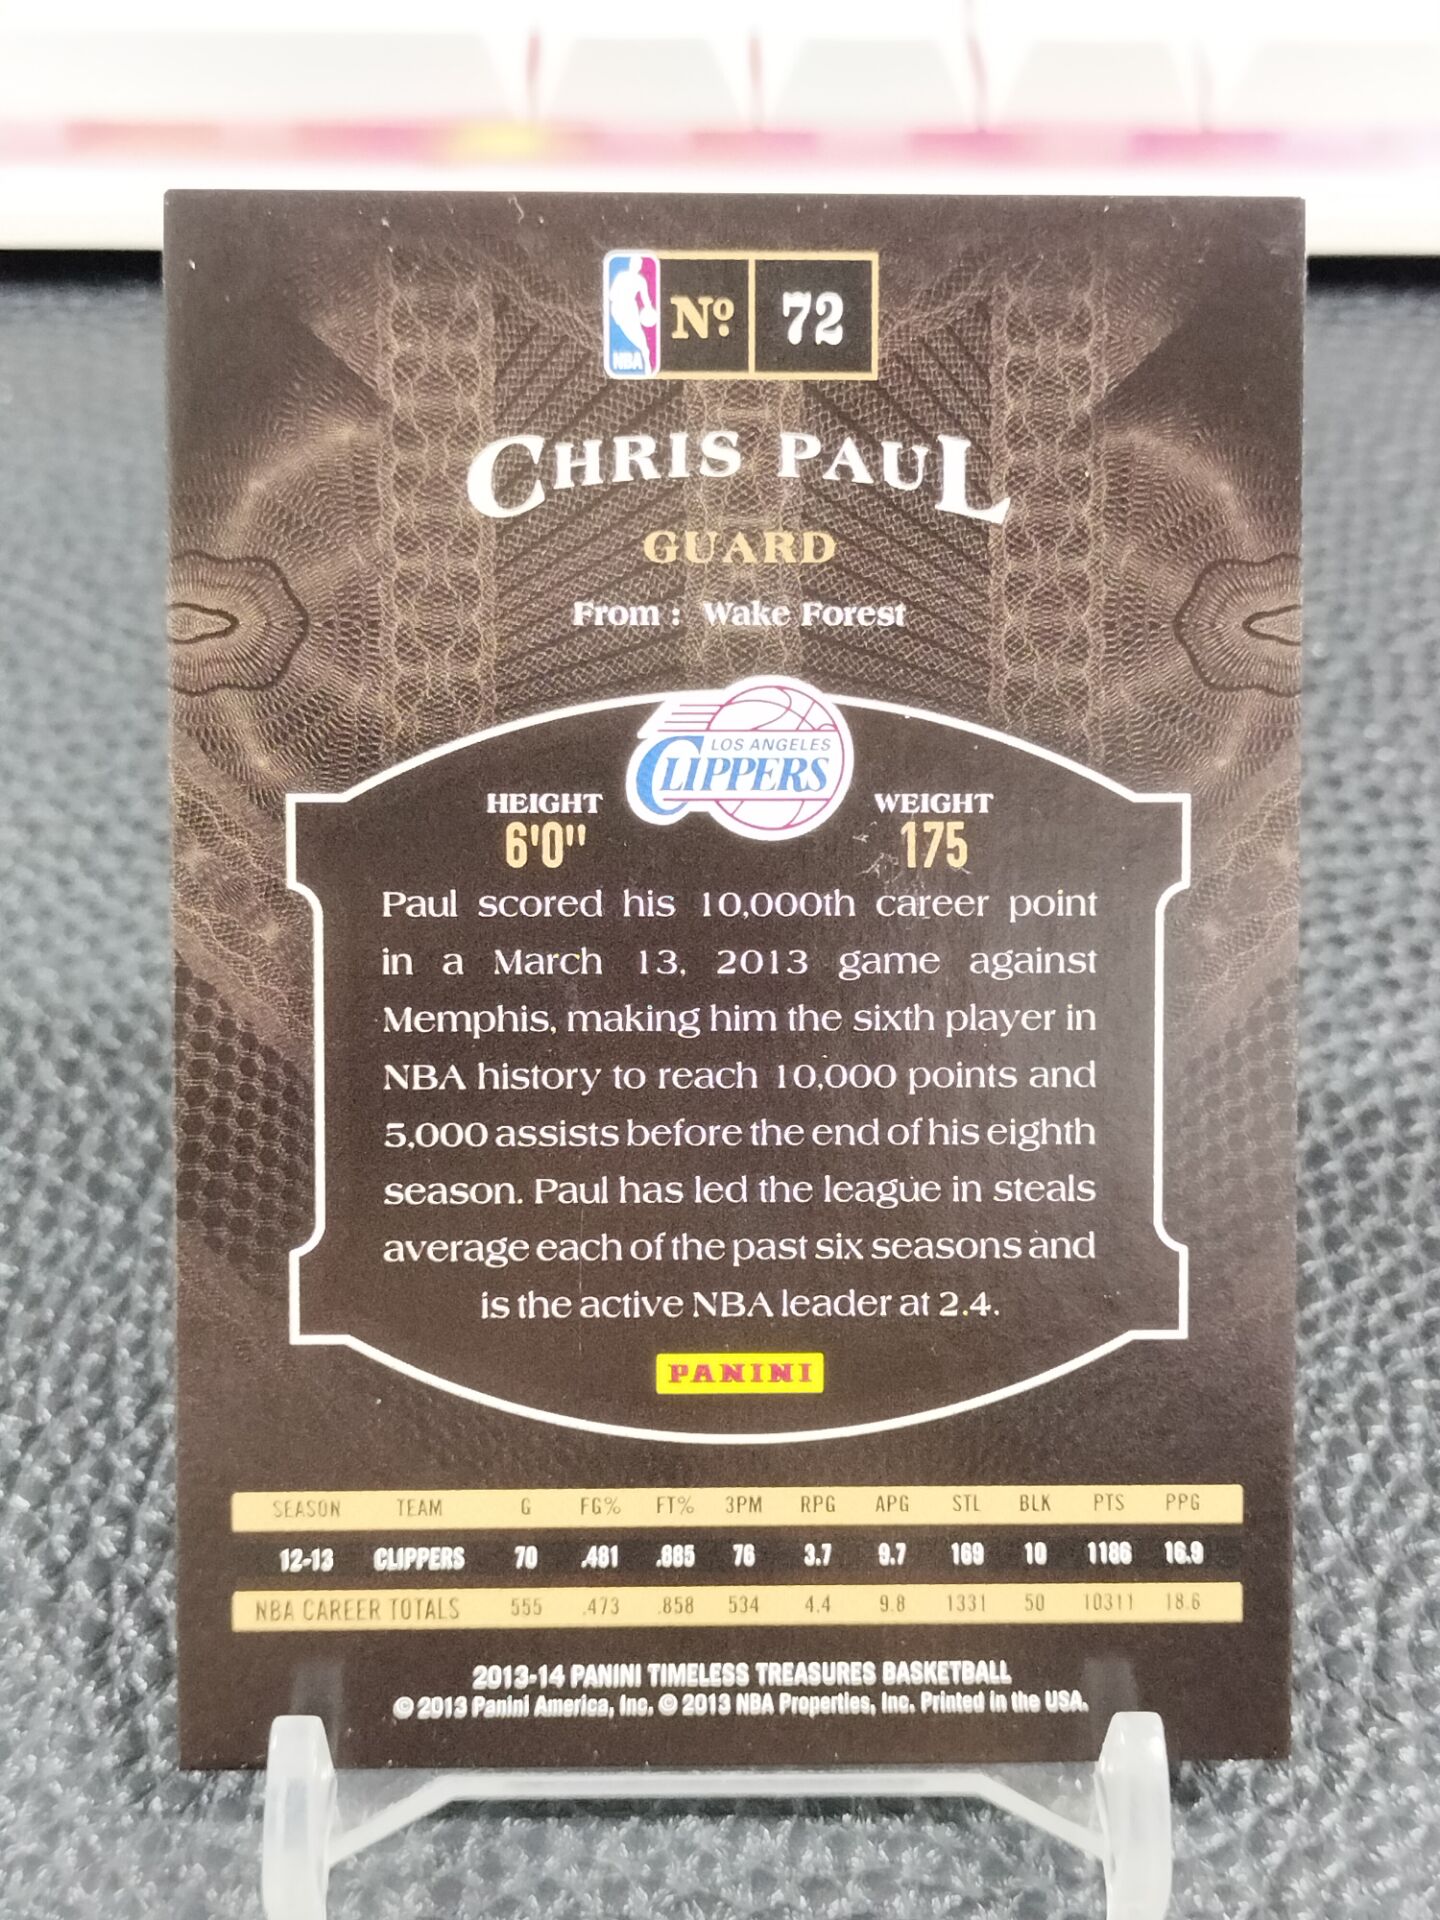 NBA
Nº 72
CHRIS PAUL
GUARD
From : Wake Forest
LOS ANGELES
CLIPPERS
HEIGHT WEIGHT
6'0" 175
Paul scored his 10,000th career point
in a March 13, 2013 game against
Memphis, making him the sixth player in
NBA history to reach 10,000 points and
5,000 assists before the end of his eighth
season. Paul has led the league in steals
average each of the past six seasons and
is the active NBA leader at 2.4.
PANINI
SEASON TEAM G FG% FT% 3PM RPG APG STL BLK PTS PPG
12-13 CLIPPERS 70 .481 .885 76 3.7 9.7 169 10 1186 16.9
NBA CAREER TOTALS 555 .473 .858 534 4.4 9.8 1331 50 10311 18.6
2013-14 PANINI TIMELESS TREASURES BASKETBALL
© 2013 Panini America, Inc. © 2013 NBA Properties, Inc. Printed in the USA.